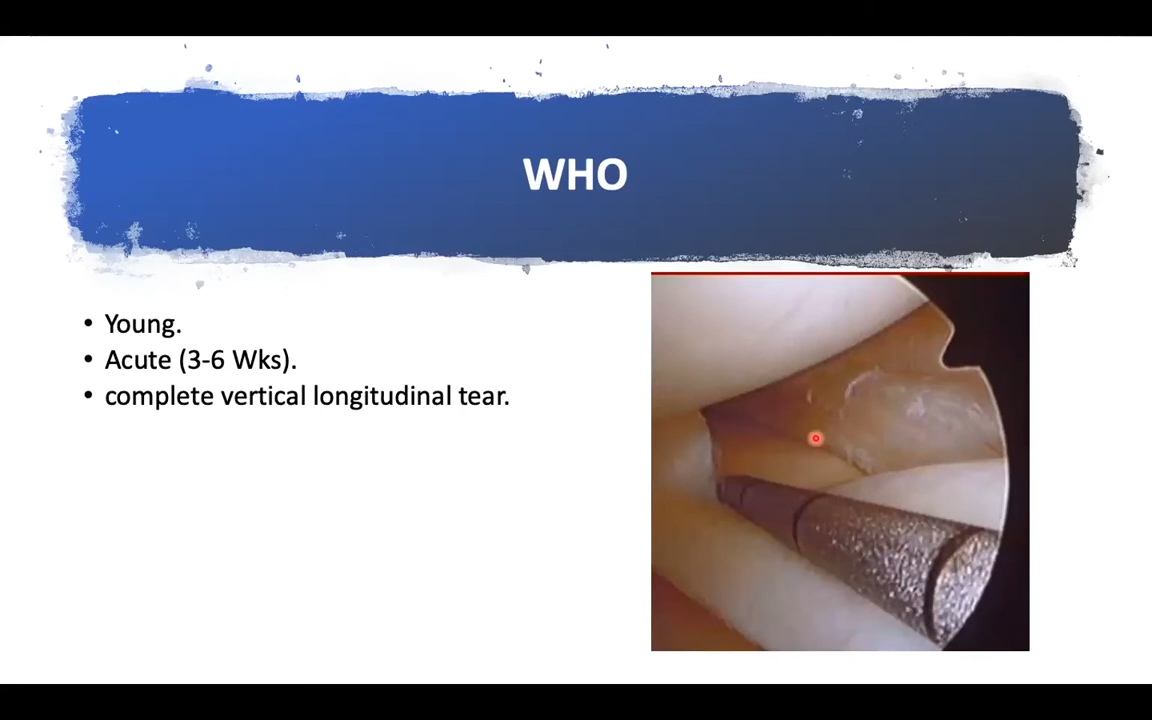 WHO
• Young.
• Acute (3-6 Wks).
• complete vertical longitudinal tear.